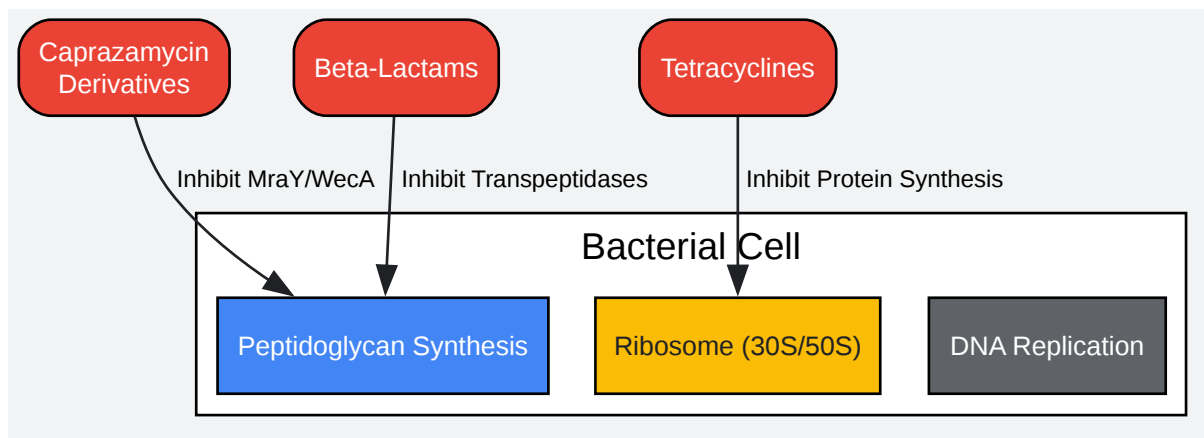 Caprazamycin
Derivatives
Beta-Lactams
Tetracyclines
Inhibit MraY/WecA
Inhibit Transpeptidases
Inhibit Protein Synthesis
Bacterial Cell
Peptidoglycan Synthesis
Ribosome (30S/50S)
DNA Replication